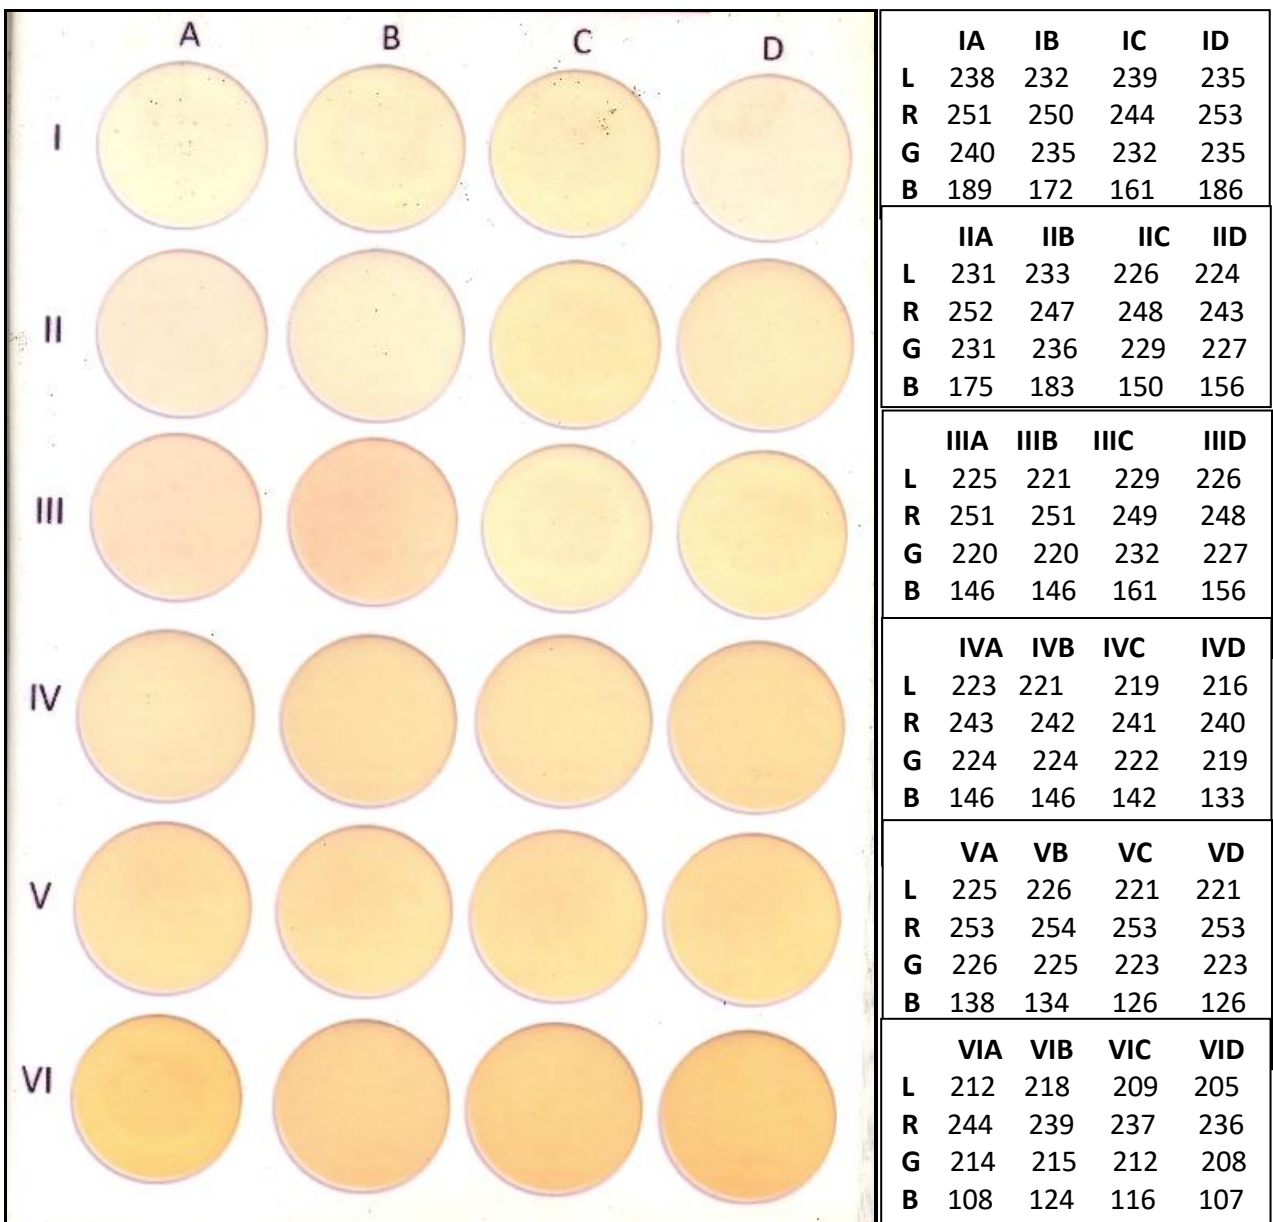 A B C D
I
II
III
IV
V
VI
IA IB IC ID
L 238 232 239 235
R 251 250 244 253
G 240 235 232 235
B 189 172 161 186
IIA IIB IIC IID
L 231 233 226 224
R 252 247 248 243
G 231 236 229 227
B 175 183 150 156
IIIA IIIB IIIC IIID
L 225 221 229 226
R 251 251 249 248
G 220 220 232 227
B 146 146 161 156
IVA IVB IVC IVD
L 223 221 219 216
R 243 242 241 240
G 224 224 222 219
B 146 146 142 133
VA VB VC VD
L 225 226 221 221
R 253 254 253 253
G 226 225 223 223
B 138 134 126 126
VIA VIB VIC VID
L 212 218 209 205
R 244 239 237 236
G 214 215 212 208
B 108 124 116 107